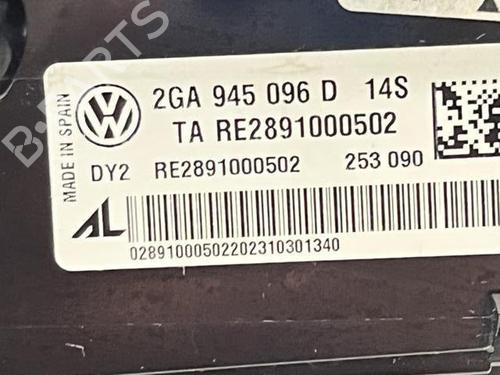 MADE IN SPAIN
2GA 945 096 D 14S
TA RE2891000502
DY2 RE2891000502 253 090
AL
0289100050220231030134​0
B-PARTS